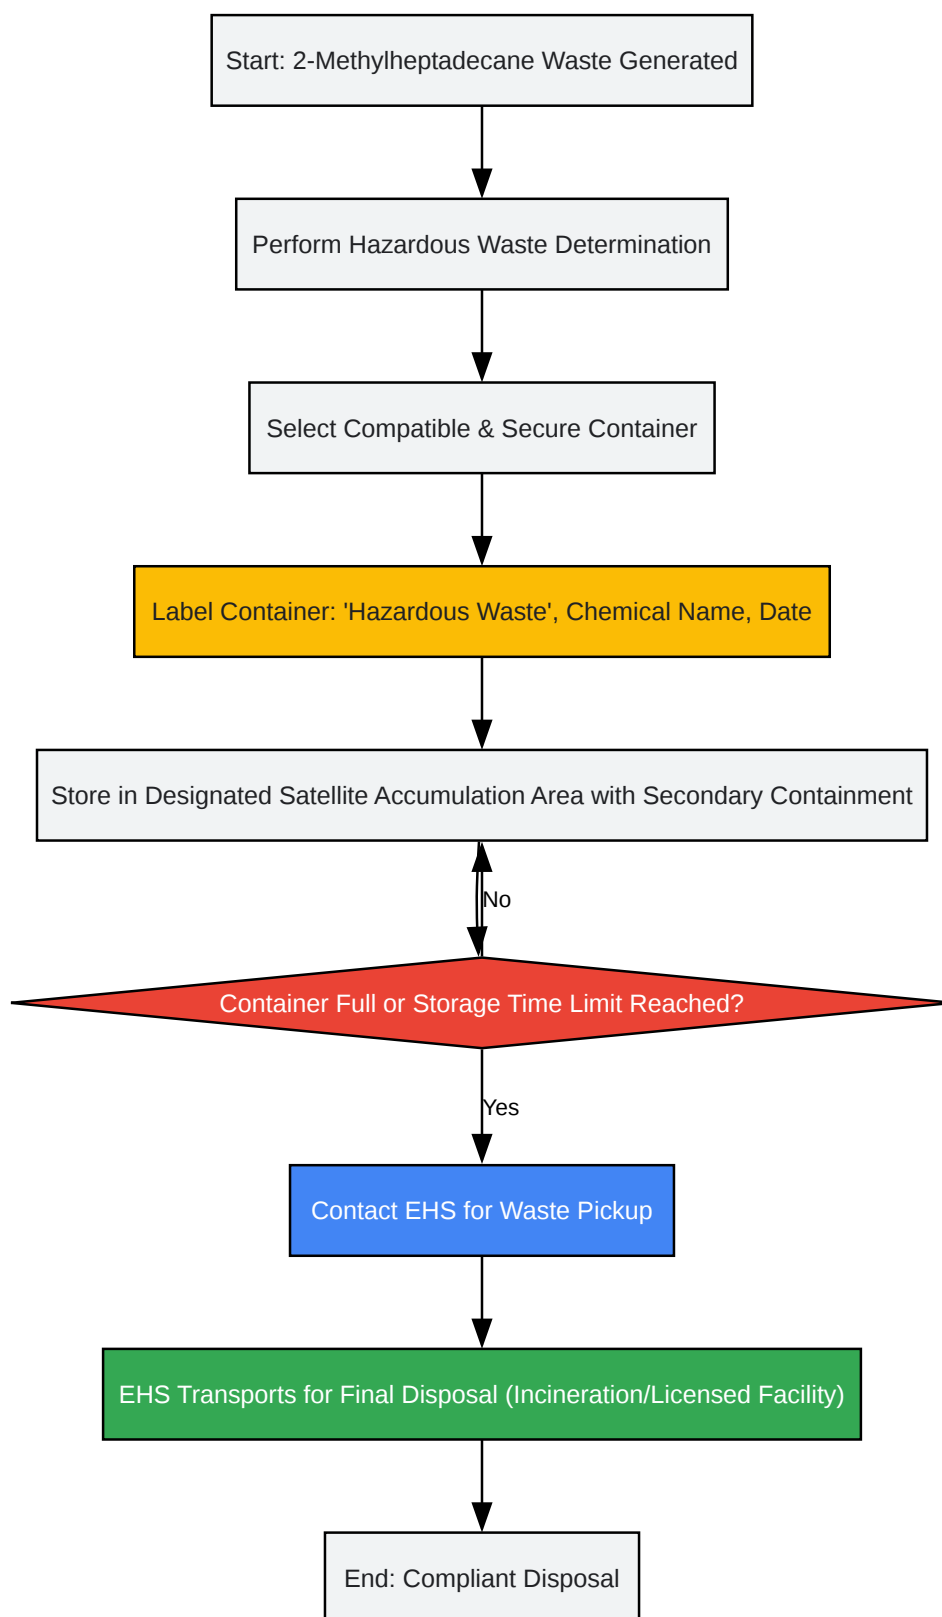 Start: 2-Methylheptadecane Waste Generated
Perform Hazardous Waste Determination
Select Compatible & Secure Container
Label Container: 'Hazardous Waste', Chemical Name, Date
Store in Designated Satellite Accumulation Area with Secondary Containment
No
Container Full or Storage Time Limit Reached?
Yes
Contact EHS for Waste Pickup
EHS Transports for Final Disposal (Incineration/Licensed Facility)
End: Compliant Disposal